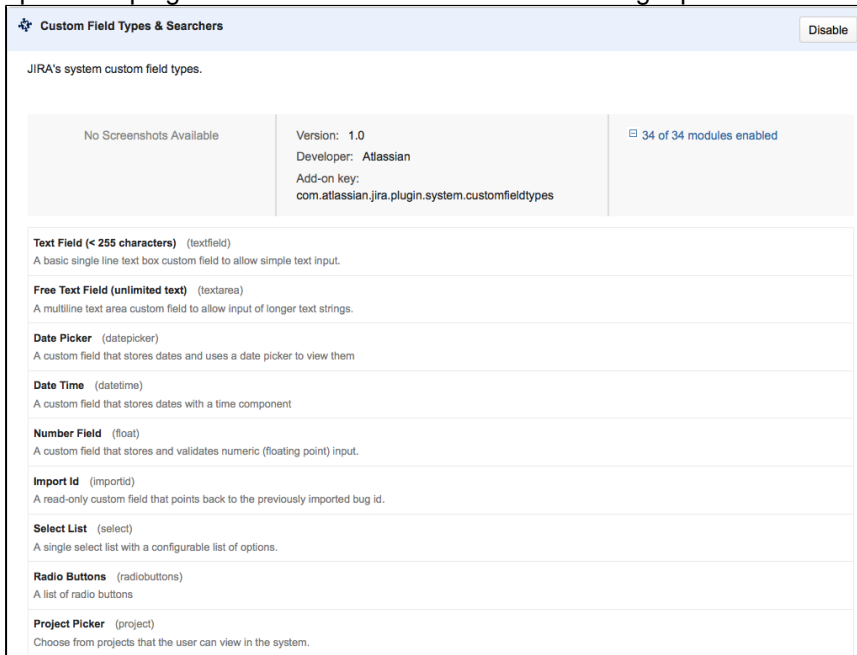 Custom Field Types & Searchers
Disable
JIRA's system custom field types.
No Screenshots Available
Version: 1.0
Developer: Atlassian
Add-on key:
com.atlassian.jira.plugin.system.customfieldtypes
34 of 34 modules enabled
Text Field (< 255 characters) (textfield)
A basic single line text box custom field to allow simple text input.
Free Text Field (unlimited text) (textarea)
A multiline text area custom field to allow input of longer text strings.
Date Picker (datepicker)
A custom field that stores dates and uses a date picker to view them
Date Time (datetime)
A custom field that stores dates with a time component
Number Field (float)
A custom field that stores and validates numeric (floating point) input.
Import Id (importid)
A read-only custom field that points back to the previously imported bug id.
Select List (select)
A single select list with a configurable list of options.
Radio Buttons (radiobuttons)
A list of radio buttons
Project Picker (project)
Choose from projects that the user can view in the system.